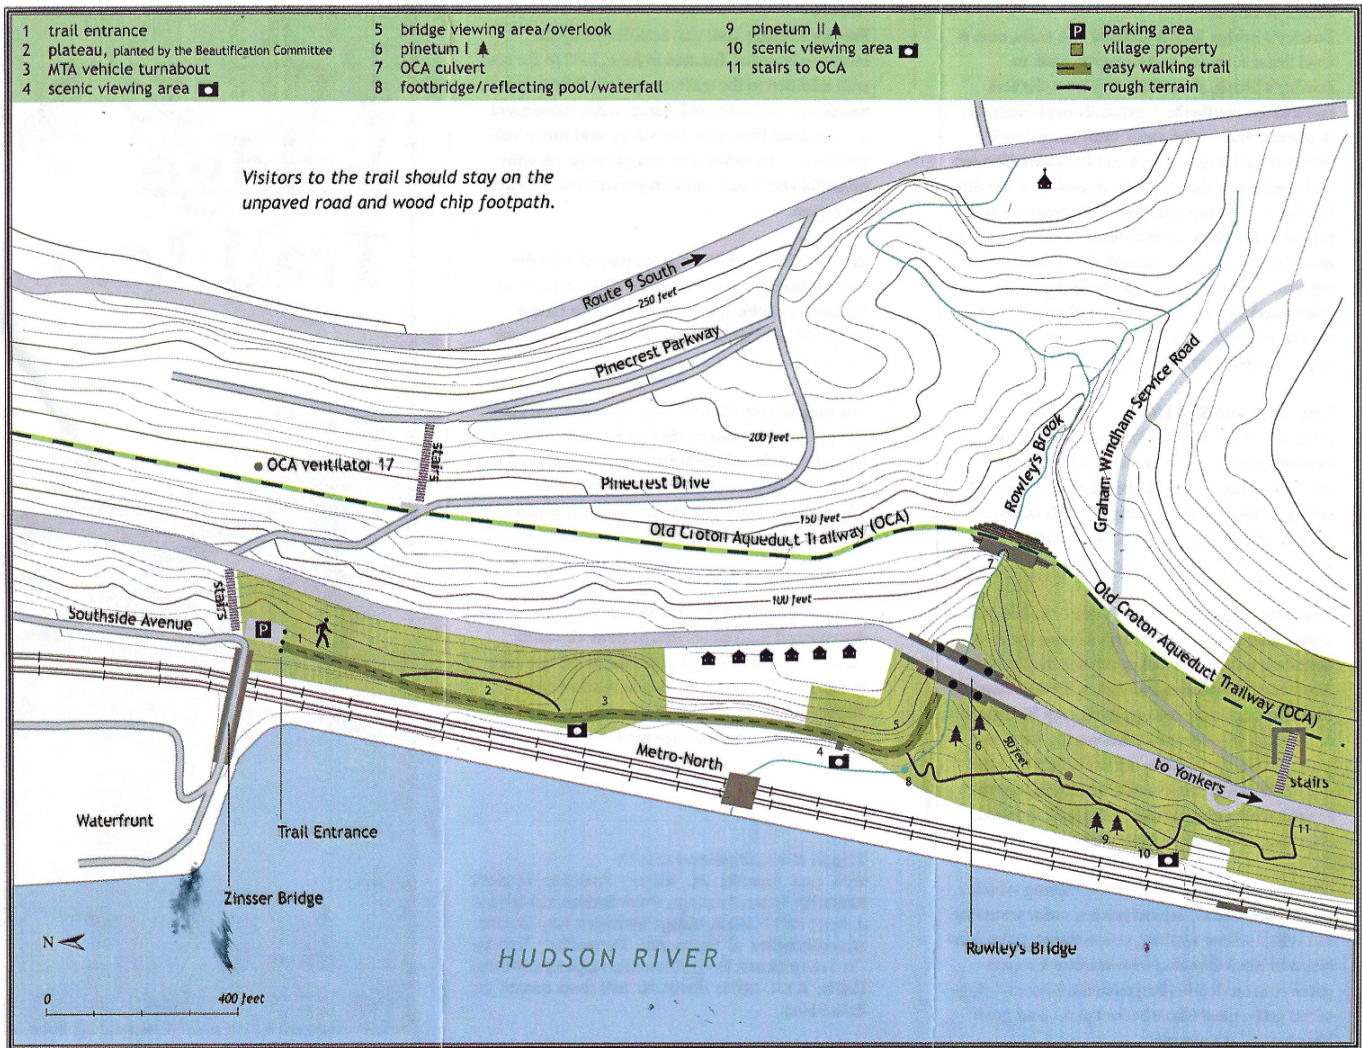 1 trail entrance
2 plateau, planted by the Beautification Committee
3 MTA vehicle turnabout
4 scenic viewing area
5 bridge viewing area/overlook
6 pinetum I
7 OCA culvert
8 footbridge/reflecting pool/waterfall
9 pinetum II
10 scenic viewing area
11 stairs to OCA
P parking area
village property
easy walking trail
rough terrain
Visitors to the trail should stay on the
unpaved road and wood chip footpath.
Route 9 South
250 feet
Pinecrest Parkway
Graham Windham Service Road
200 feet
Rowley's Brook
stairs
OCA ventilator 17
Pinecrest Drive
150 feet
Old Croton Aqueduct Trailway (OCA)
7
100 feet
stairs
Southside Avenue
P
1
Old Croton Aqueduct Trailway (OCA)
2
3
5
6
4
50 feet
Metro-North
8
to Yonkers
stairs
9
10
11
Waterfront
Trail Entrance
Zinsser Bridge
Rowley's Bridge
N
HUDSON RIVER
0
400 feet